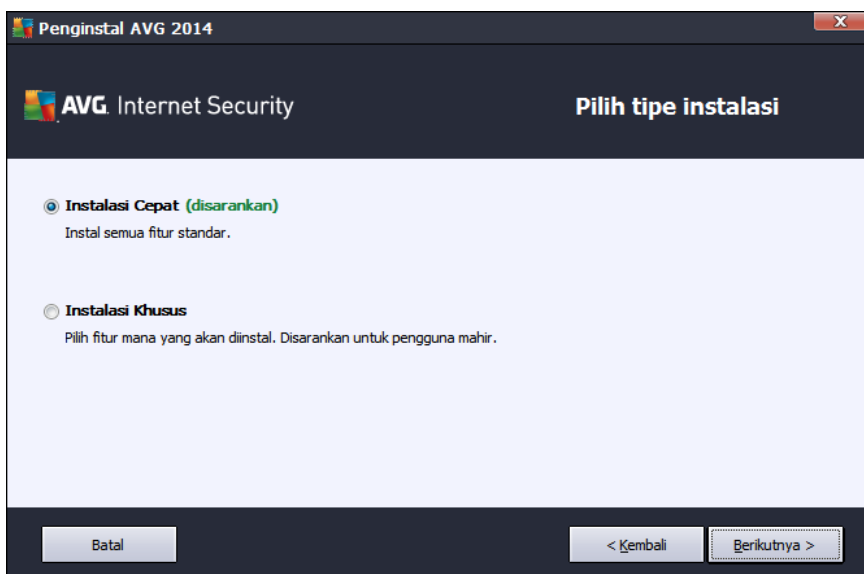 Penginstal AVG 2014
X
AVG. Internet Security
Pilih tipe instalasi
Instalasi Cepat (disarankan)
Instal semua fitur standar.
Instalasi Khusus
Pilih fitur mana yang akan diinstal. Disarankan untuk pengguna mahir.
Batal
< Kembali
Berikutnya >